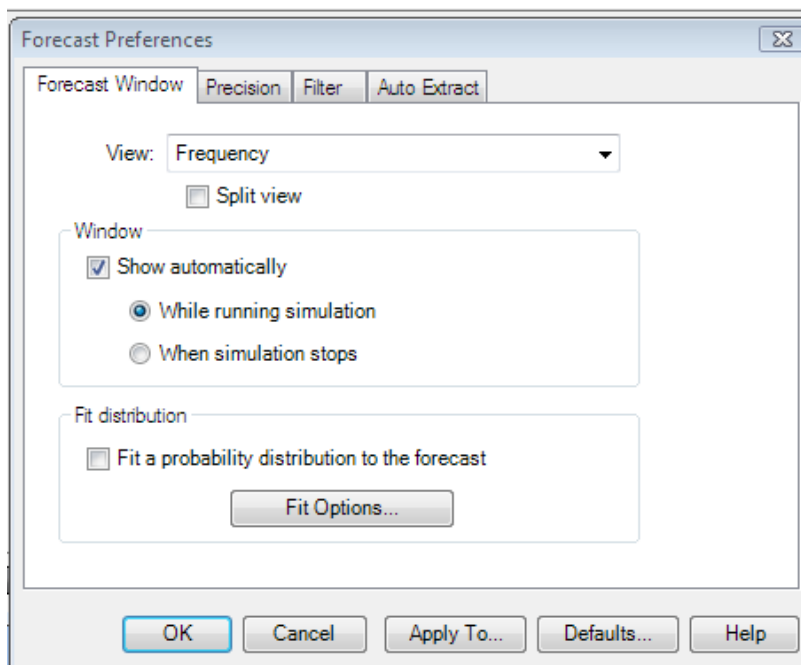 Forecast Preferences
Forecast Window Precision Filter Auto Extract
View: Frequency
Split view
Window
Show automatically
While running simulation
When simulation stops
Fit distribution
Fit a probability distribution to the forecast
Fit Options...
OK Cancel Apply To... Defaults... Help